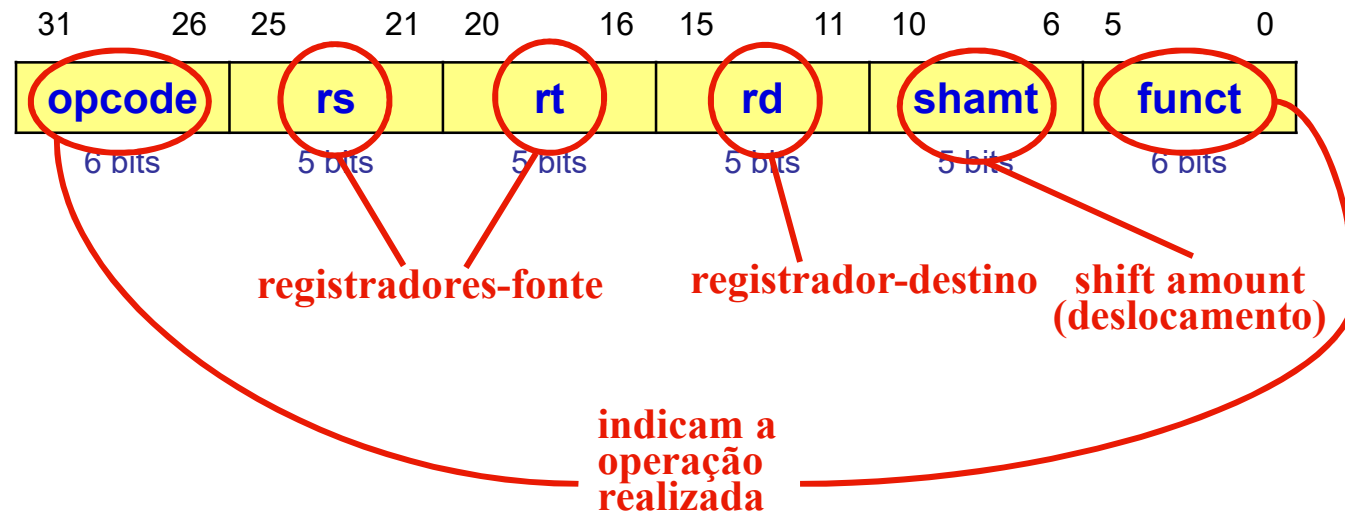 31 26 25 21 20 16 15 11 10 6 5 0
opcode rs rt rd shamt funct
6 bits 5 bits 5 bits 5 bits 5 bits 6 bits
registradores-fonte
registrador-destino
shift amount
(deslocamento)
indicam a
operação
realizada